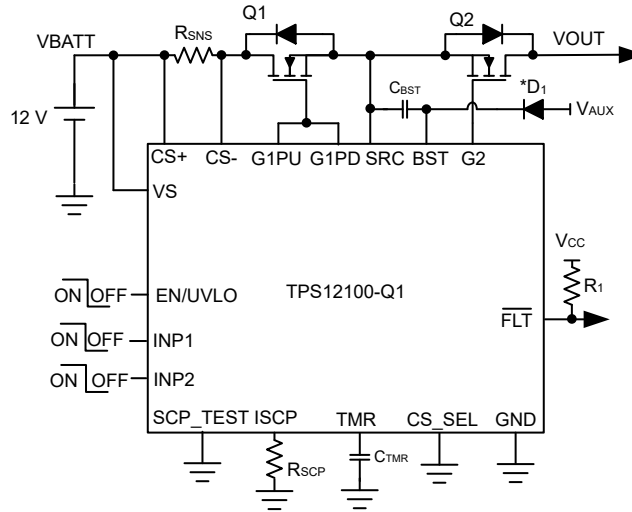 Q1
Q2
VBATT
RSNS
VOUT
CBST
*D1
VAUX
12 V
CS+
CS-
G1PU
G1PD
SRC
BST
G2
VS
VCC
R1
ON OFF
EN/UVLO
TPS12100-Q1
FLT
ON OFF
INP1
ON OFF
INP2
SCP_TEST
ISCP
TMR
CS_SEL
GND
RSCP
CTMR